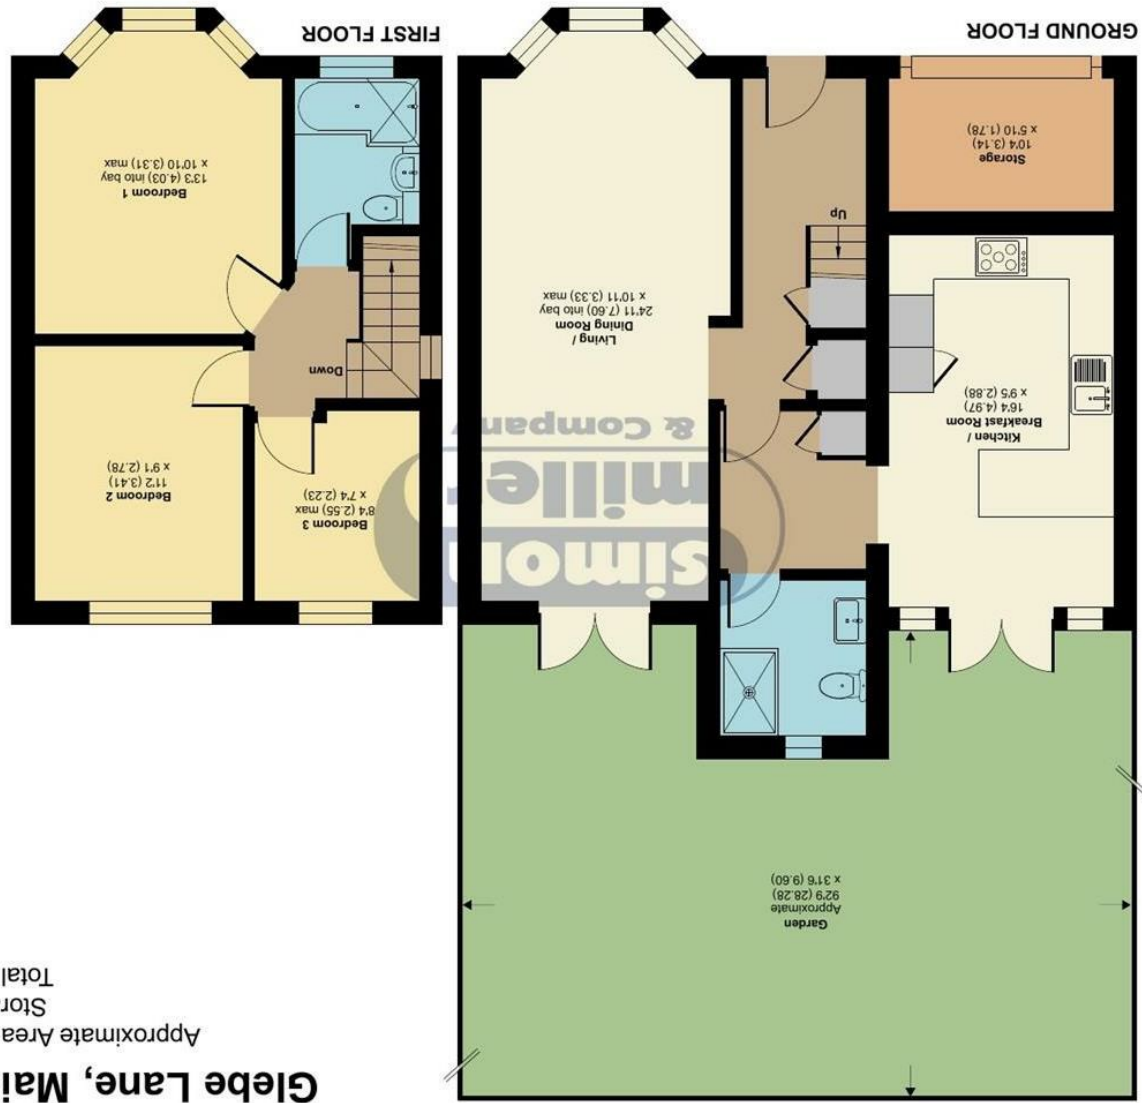 Glebe Lane, Mai
Approximate Area
Stor
Total
Garden
Approximate
92'9 (28.28)
x 31'6 (9.60)
Kitchen /
Breakfast Room
16'4 (4.97)
x 9'5 (2.88)
Living /
Dining Room
24'11 (7.60) into bay
x 10'11 (3.33) max
Up
Storage
10'4 (3.14)
x 5'10 (1.78)
GROUND FLOOR
Bedroom 3
8'4 (2.55) max
x 7'4 (2.23)
Bedroom 2
11'2 (3.41)
x 9'1 (2.78)
Down
Bedroom 1
13'3 (4.03) into bay
x 10'10 (3.31) max
FIRST FLOOR
simon
miller
& Company